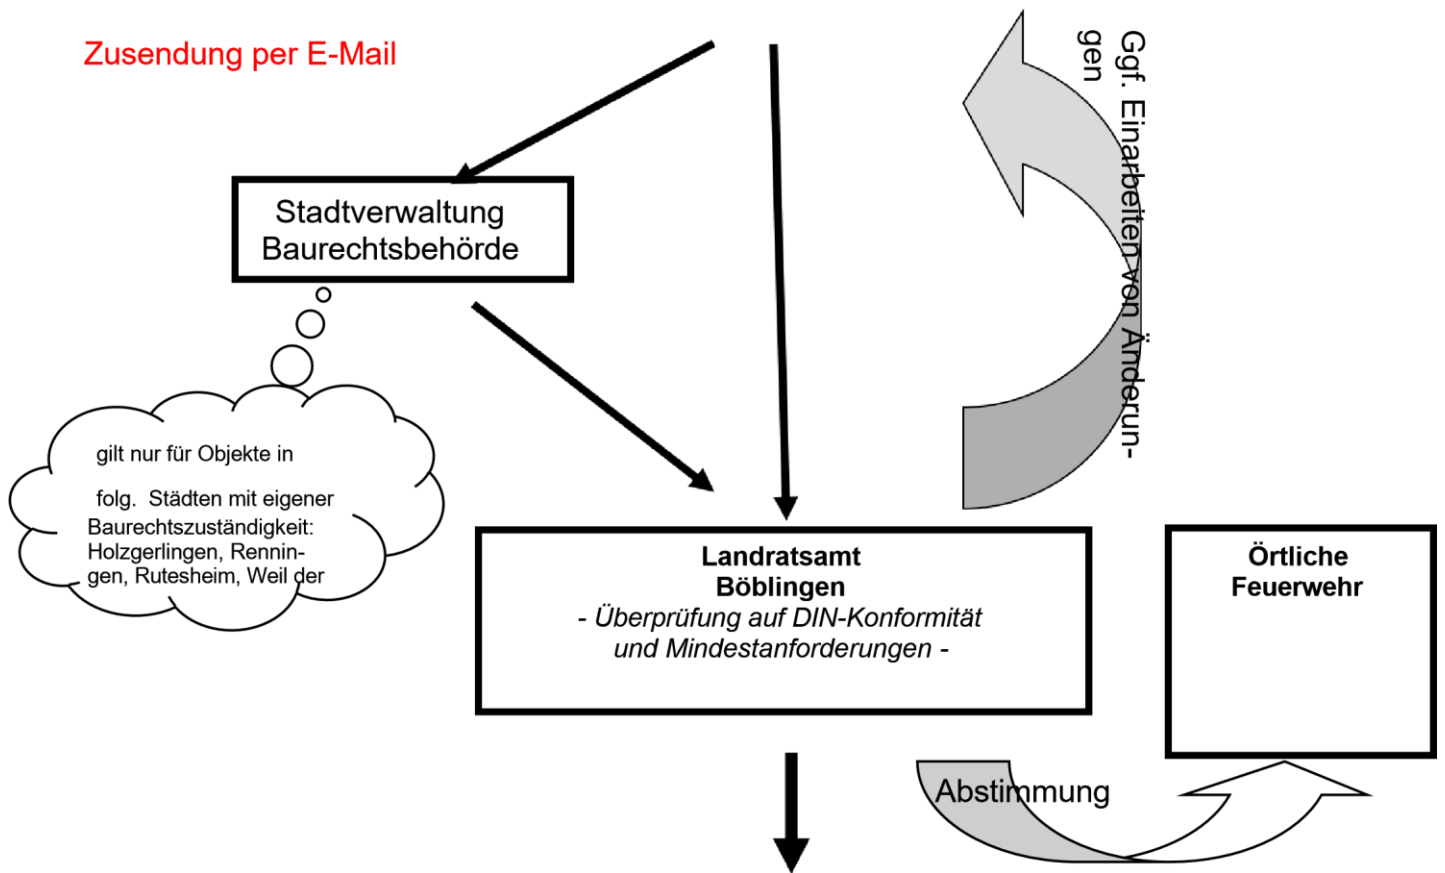 Zusendung per E-Mail
Ggf. Einarbeiten von Änderun-
gen
Stadtverwaltung
Baurechtsbehörde
gilt nur für Objekte in
folg. Städten mit eigener
Baurechtszuständigkeit:
Holzgerlingen, Rennin-
gen, Rutesheim, Weil der
Landratsamt
Böblingen
- Überprüfung auf DIN-Konformität
und Mindestanforderungen -
Örtliche
Feuerwehr
Abstimmung